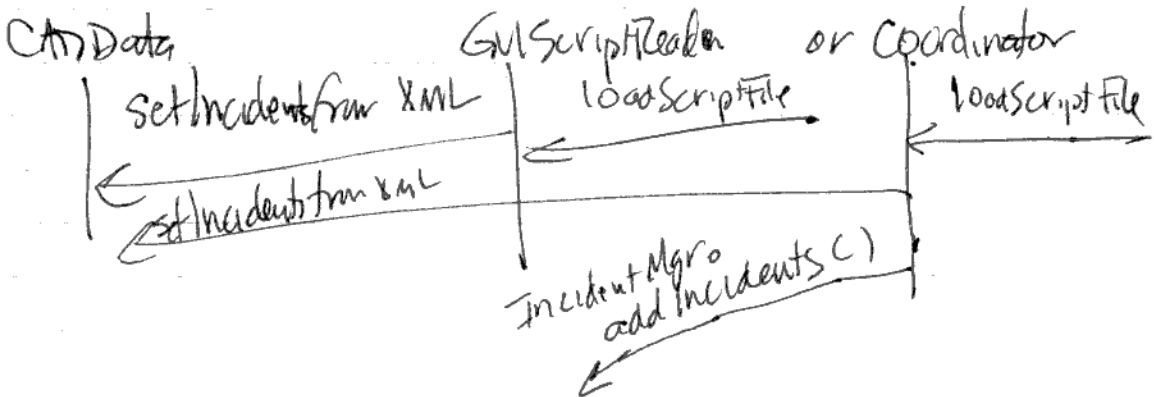 CADData GUIScriptReader or Coordinator
setIncidentsfromXML loadScriptFile loadScriptFile
setIncidentsfromXML
IncidentMgr.
addIncidents()